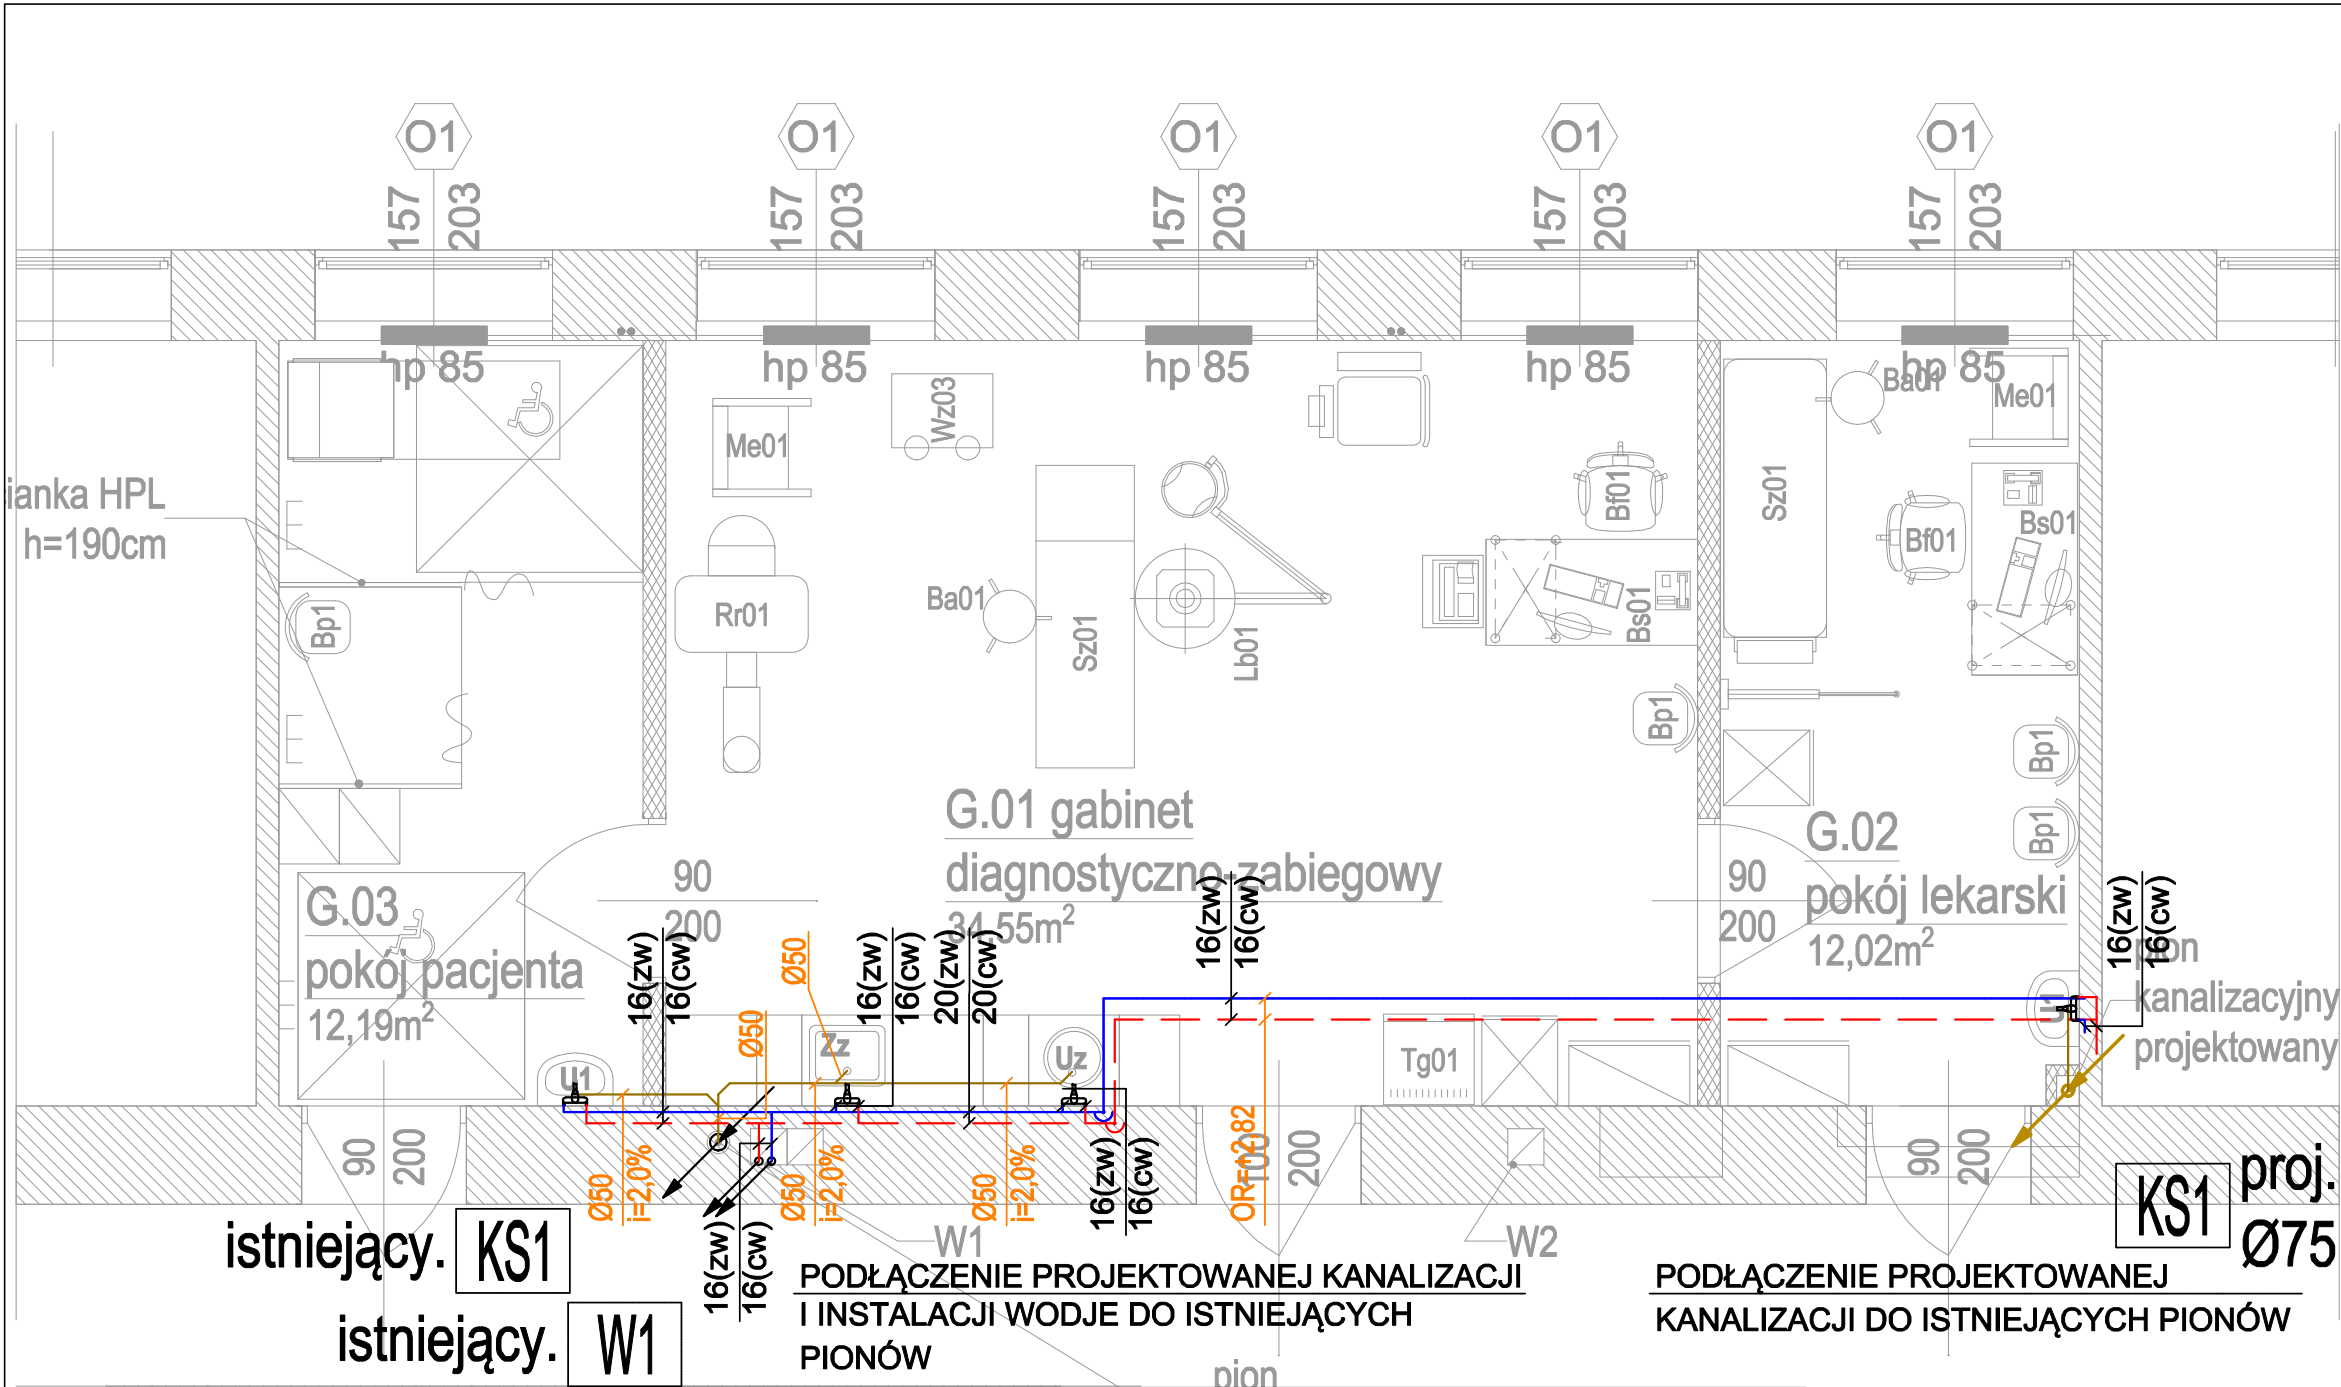 O1 O1 O1 O1 O1
157 203 157 203 157 203 157 203 157 203
hp 85 hp 85 hp 85 hp 85 hp 85
Me01
Wz03
Ba01
Me01
ianka HPL
h=190cm
Bf01
Sz01
Bf01
Bs01
Bp1
Rr01
Ba01
Sz01
Lb01
Bs01
Bp1
Bp1
Bp1
G.01 gabinet
diagnostyczno-zabiegowy
34,55m²
G.02
pokój lekarski
12,02m²
G.03
pokój pacjenta
12,19m²
90
200
90
200
16(zw)
16(cw)
Ø50
16(zw)
16(cw)
20(zw)
20(cw)
16(zw)
16(cw)
16(zw)
16(cw)
pion
kanalizacyjny
projektowany
Ø50
Zz
Uz
U1
Tg01
U1
90
200
Ø50
i=2,0%
Ø50
i=2,0%
Ø50
i=2,0%
16(zw)
16(cw)
OR=+2,82
100
200
90
200
16(zw)
16(cw)
W1
W2
istniejący. KS1
istniejący. W1
KS1 proj.
Ø75
PODŁĄCZENIE PROJEKTOWANEJ KANALIZACJI
I INSTALACJI WODJE DO ISTNIEJĄCYCH
PIONÓW
PODŁĄCZENIE PROJEKTOWANEJ
KANALIZACJI DO ISTNIEJĄCYCH PIONÓW
pion